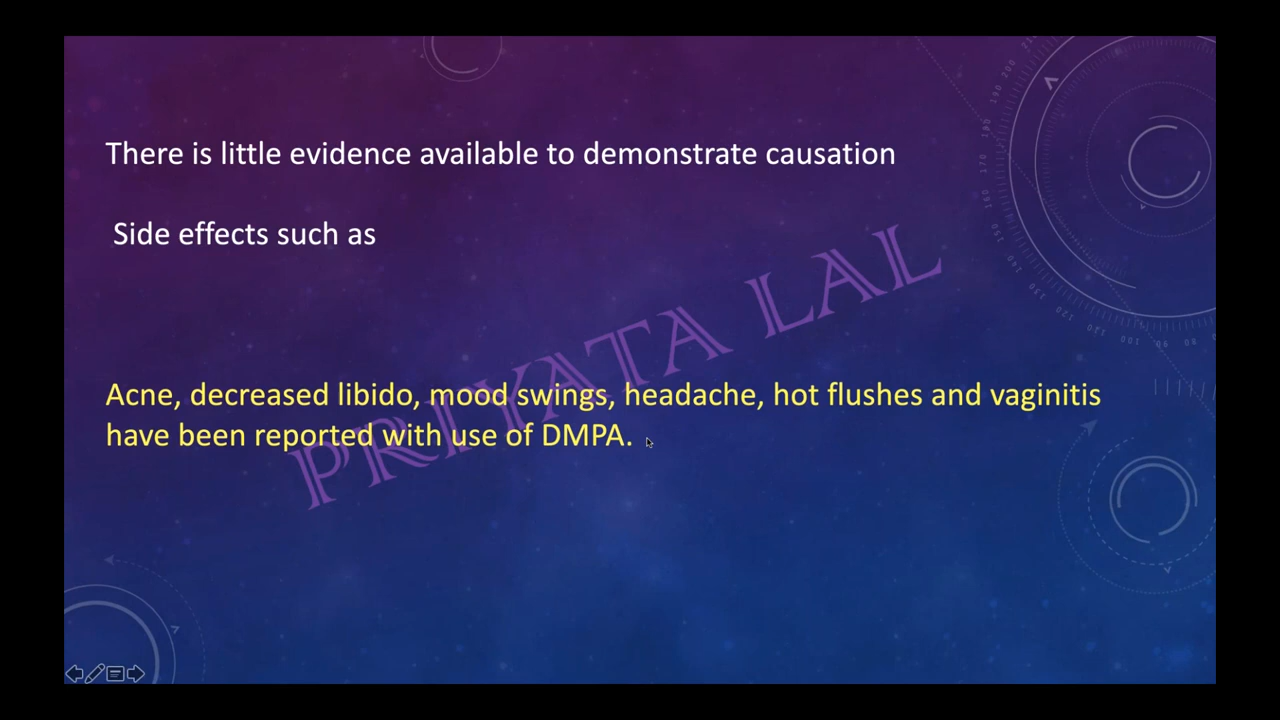 There is little evidence available to demonstrate causation
Side effects such as
PRIYATA LAL
Acne, decreased libido, mood swings, headache, hot flushes and vaginitis
have been reported with use of DMPA.